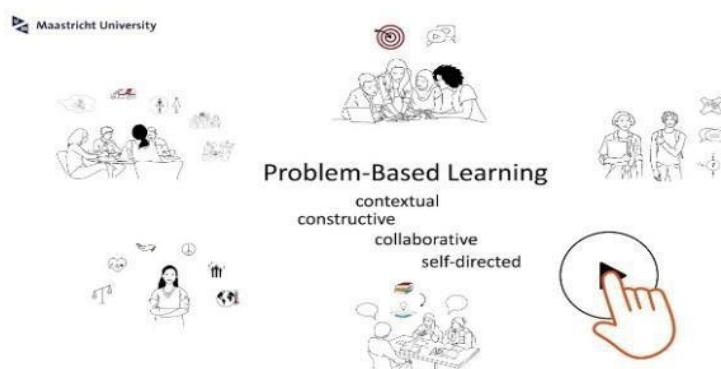 Maastricht University
Problem-Based Learning
contextual
constructive
collaborative
self-directed